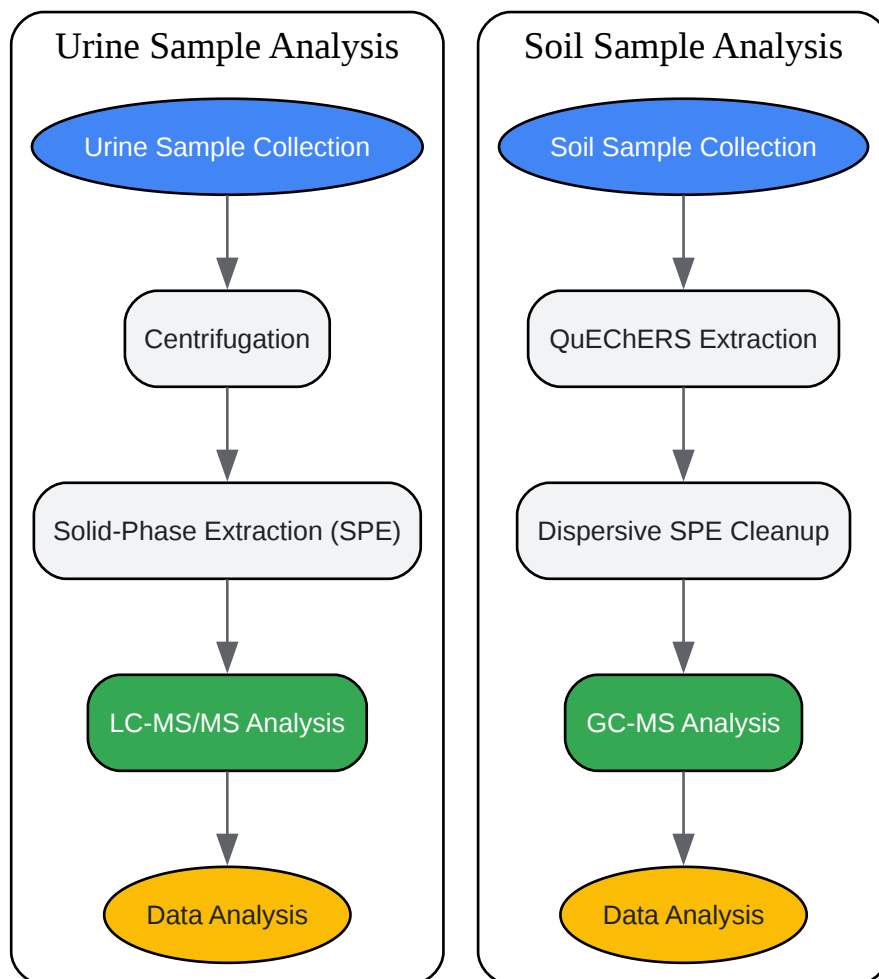 Urine Sample Analysis
Urine Sample Collection
Centrifugation
Solid-Phase Extraction (SPE)
LC-MS/MS Analysis
Data Analysis
Soil Sample Analysis
Soil Sample Collection
QuEChERS Extraction
Dispersive SPE Cleanup
GC-MS Analysis
Data Analysis